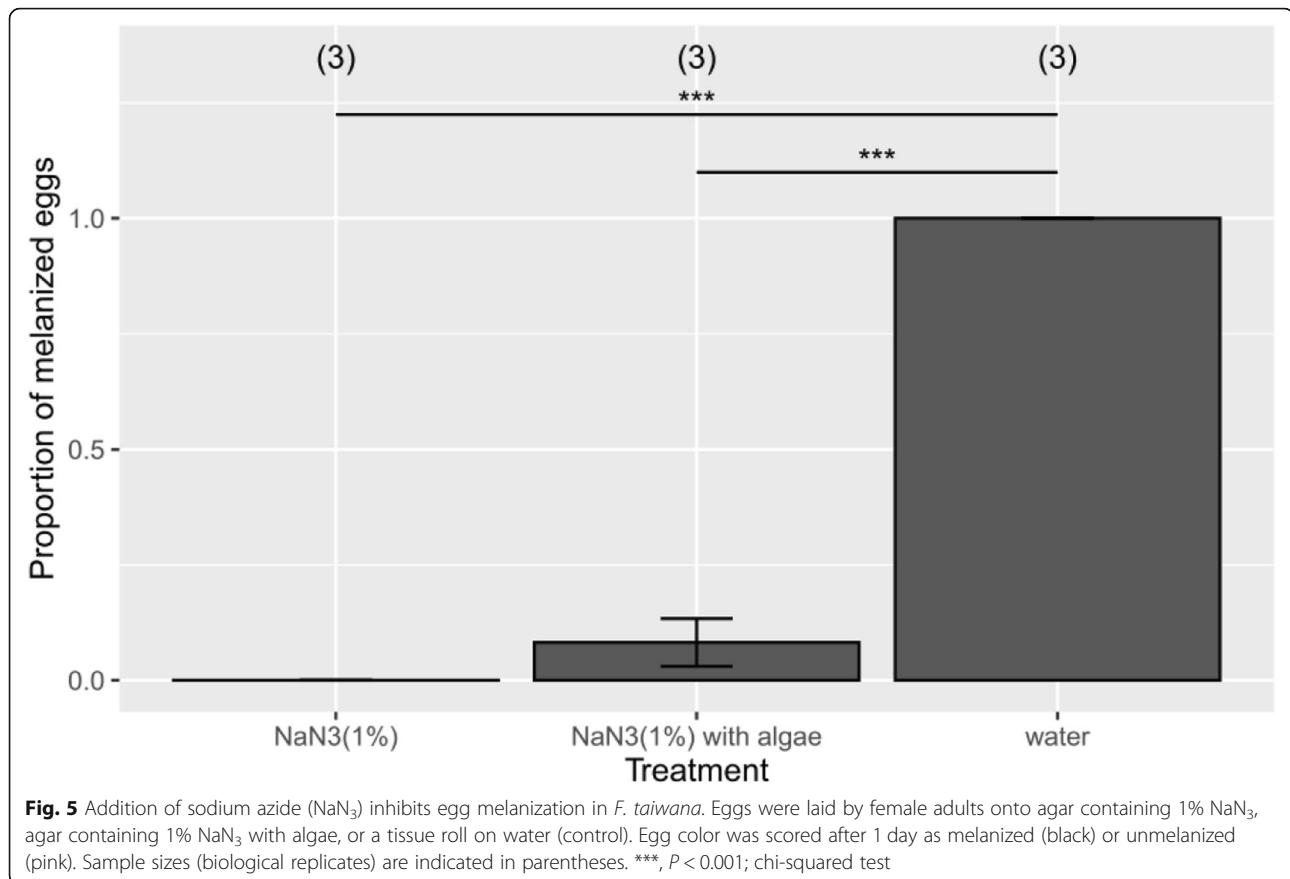 (3) (3) (3)
***
***
Proportion of melanized eggs
1.0
0.5
0.0
NaN3(1%) NaN3(1%) with algae water
Treatment
Fig. 5 Addition of sodium azide (NaN₃) inhibits egg melanization in F. taiwana. Eggs were laid by female adults onto agar containing 1% NaN₃,
agar containing 1% NaN₃ with algae, or a tissue roll on water (control). Egg color was scored after 1 day as melanized (black) or unmelanized
(pink). Sample sizes (biological replicates) are indicated in parentheses. ***, P < 0.001; chi-squared test